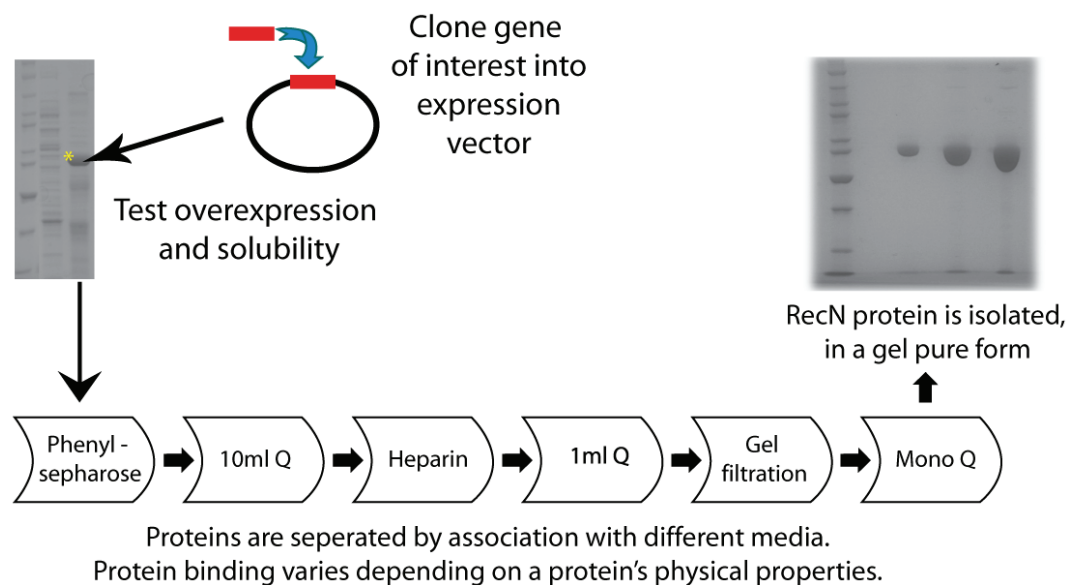 Clone gene
of interest into
expression
vector
*
Test overexpression
and solubility
RecN protein is isolated,
in a gel pure form
Phenyl -
sepharose
10ml Q
Heparin
1ml Q
Gel
filtration
Mono Q
Proteins are seperated by association with different media.
Protein binding varies depending on a protein's physical properties.